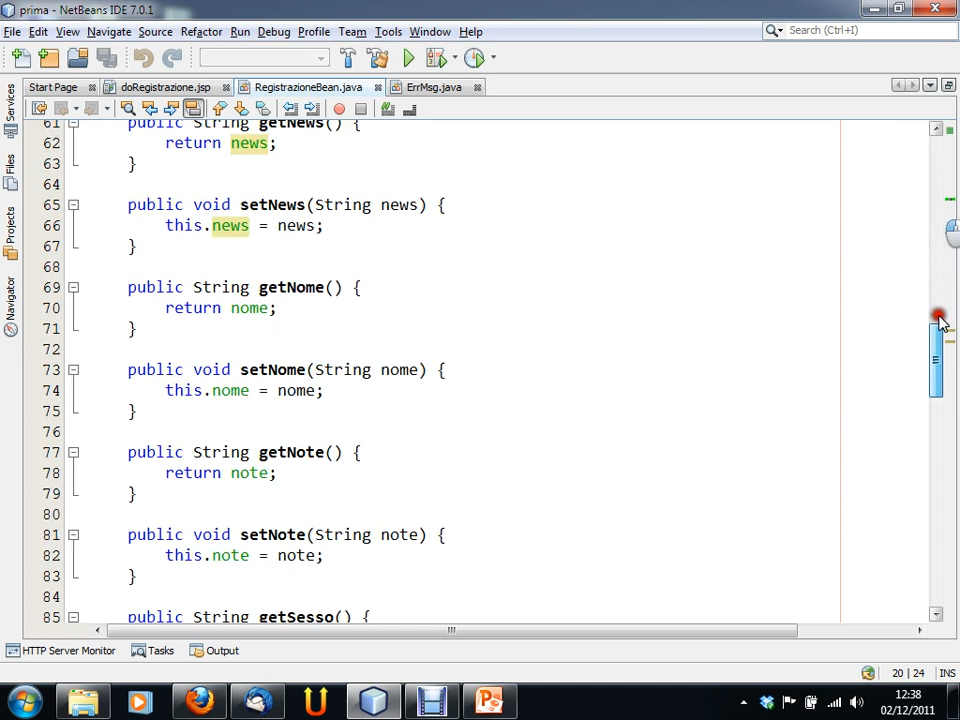 prima - NetBeans IDE 7.0.1
File Edit View Navigate Source Refactor Run Debug Profile Team Tools Window Help
Search (Ctrl+I)
Start Page doRegistrazione.jsp RegistrazioneBean.java ErrMsg.java
Services
Files
Projects
Navigator
61 public String getNews() {
62 return news;
63 }
64
65 public void setNews(String news) {
66 this.news = news;
67 }
68
69 public String getNome() {
70 return nome;
71 }
72
73 public void setNome(String nome) {
74 this.nome = nome;
75 }
76
77 public String getNote() {
78 return note;
79 }
80
81 public void setNote(String note) {
82 this.note = note;
83 }
84
85 public String getSesso() {
HTTP Server Monitor Tasks Output
20 | 24 INS
12:38
02/12/2011